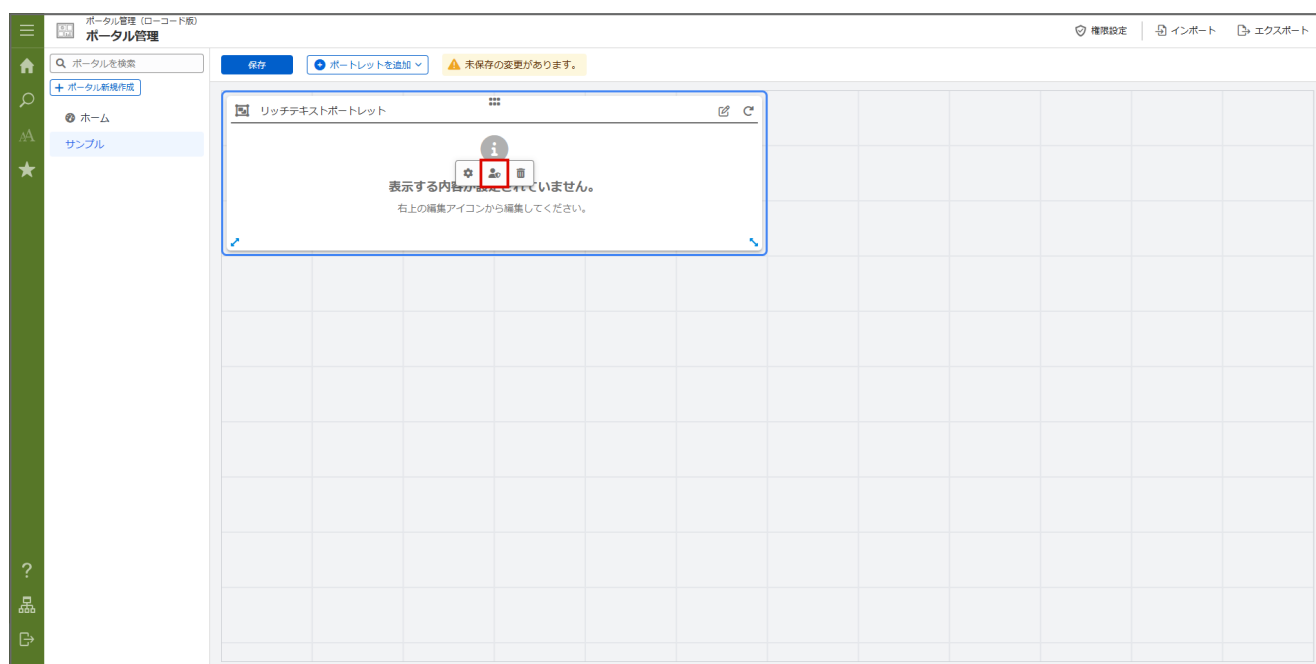 ポータル管理（ローコード版）
ポータル管理
権限設定
インポート
エクスポート
ポータルを検索
保存
ポートレットを追加
未保存の変更があります。
ポータル新規作成
ホーム
サンプル
リッチテキストポートレット
表示する内容が設定されていません。
右上の編集アイコンから編集してください。